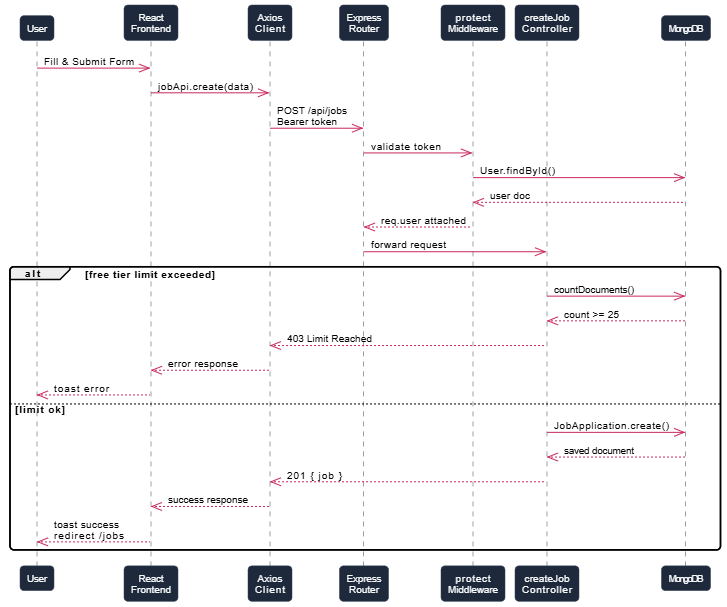 User
React
Frontend
Axios
Client
Express
Router
protect
Middleware
createJob
Controller
MongoDB
Fill & Submit Form
jobApi.create(data)
POST /api/jobs
Bearer token
validate token
User.findById()
user doc
req.user attached
forward request
alt
[free tier limit exceeded]
countDocuments()
count >= 25
403 Limit Reached
error response
toast error
[limit ok]
JobApplication.create()
saved document
201 { job }
success response
toast success
redirect /jobs
User
React
Frontend
Axios
Client
Express
Router
protect
Middleware
createJob
Controller
MongoDB